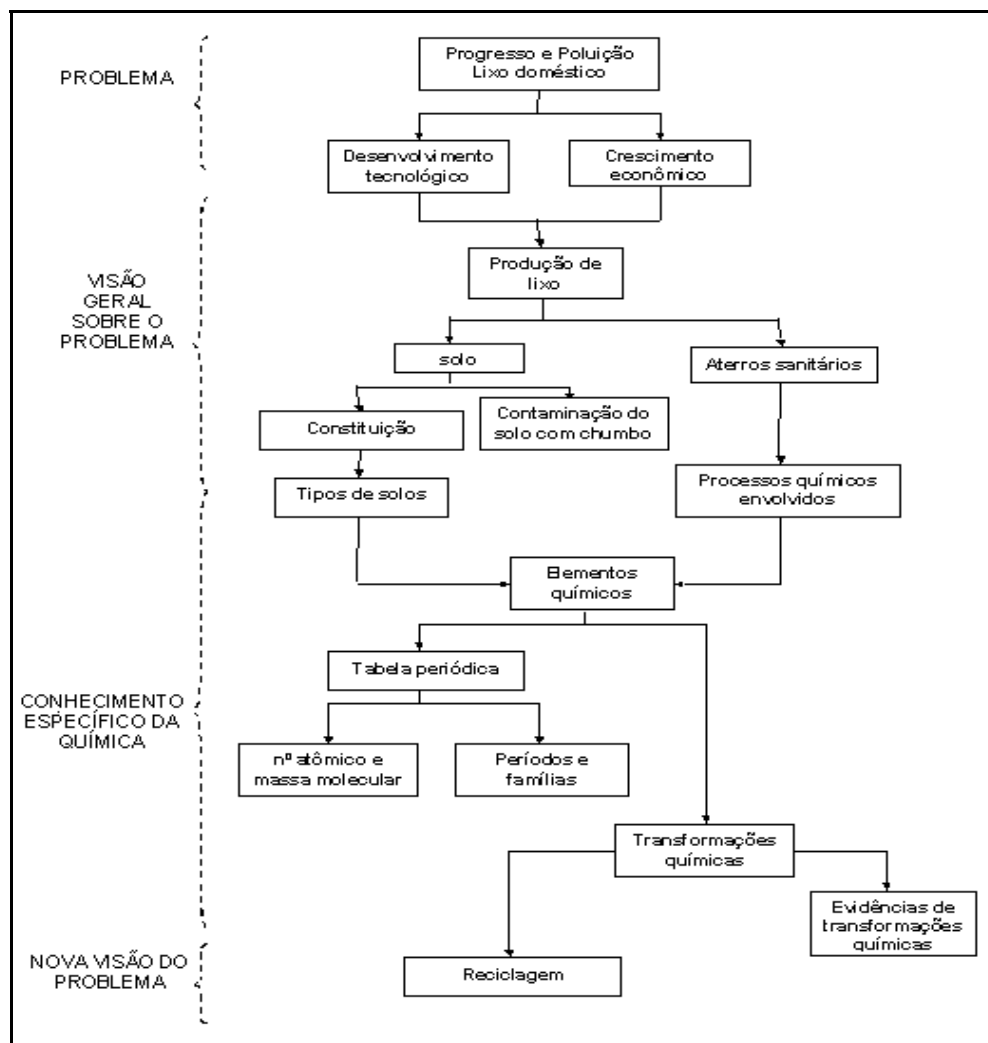 PROBLEMA
Progresso e Poluição
Lixo doméstico
Desenvolvimento
tecnológico
Crescimento
econômico
VISÃO
GERAL
SOBRE O
PROBLEMA
Produção de
lixo
solo
Aterros sanitários
Constituição
Contaminação do
solo com chumbo
Tipos de solos
Processos químicos
envolvidos
CONHECIMENTO
ESPECÍFICO DA
QUÍMICA
Elementos
químicos
Tabela periódica
nº atômico e
massa molecular
Períodos e
famílias
Transformações
químicas
Evidências de
transformações
químicas
NOVA VISÃO DO
PROBLEMA
Reciclagem